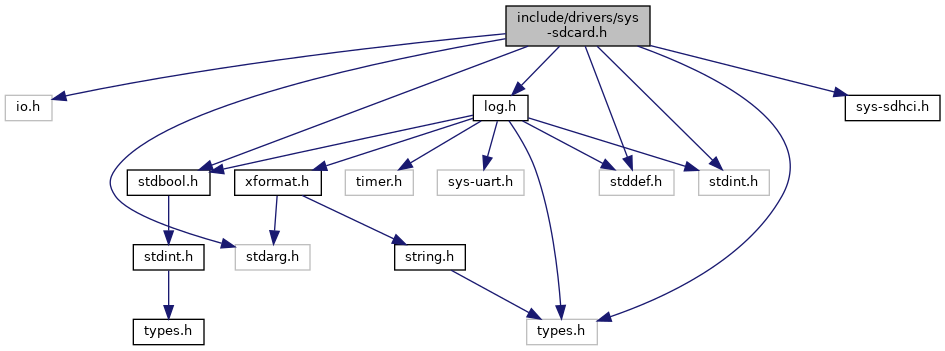 include/drivers/sys
-sdcard.h
io.h
log.h
sys-sdhci.h
stdbool.h
xformat.h
timer.h
sys-uart.h
stddef.h
stdint.h
stdint.h
stdarg.h
string.h
types.h
types.h